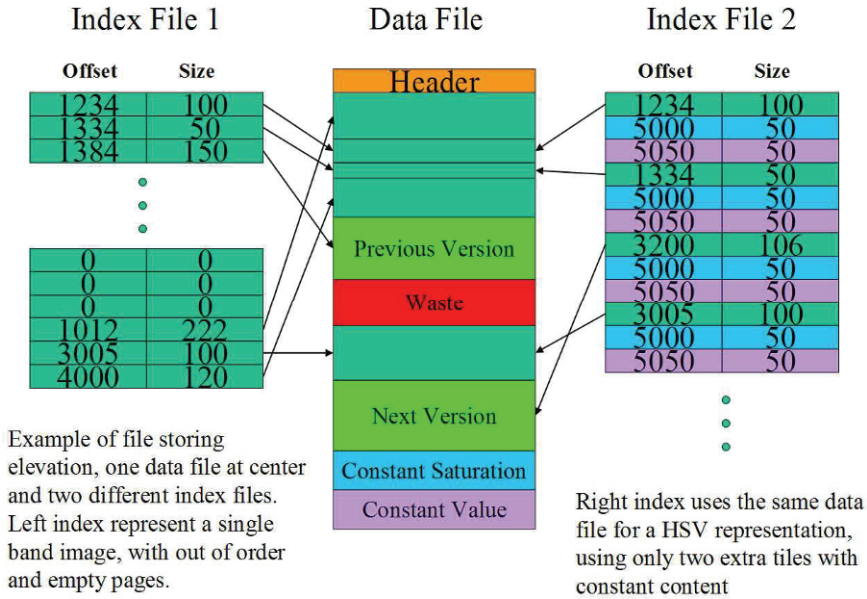 Index File 1
Data File
Index File 2
Offset Size
1234 100
1334 50
1384 150
0 0
0 0
0 0
1012 222
3005 100
4000 120
Header
Previous Version
Waste
Next Version
Constant Saturation
Constant Value
Offset Size
1234 100
5000 50
5050 50
1334 50
5000 50
5050 50
3200 106
5000 50
5050 50
3005 100
5000 50
5050 50
Example of file storing
elevation, one data file at center
and two different index files.
Left index represent a single
band image, with out of order
and empty pages.
Right index uses the same data
file for a HSV representation,
using only two extra tiles with
constant content